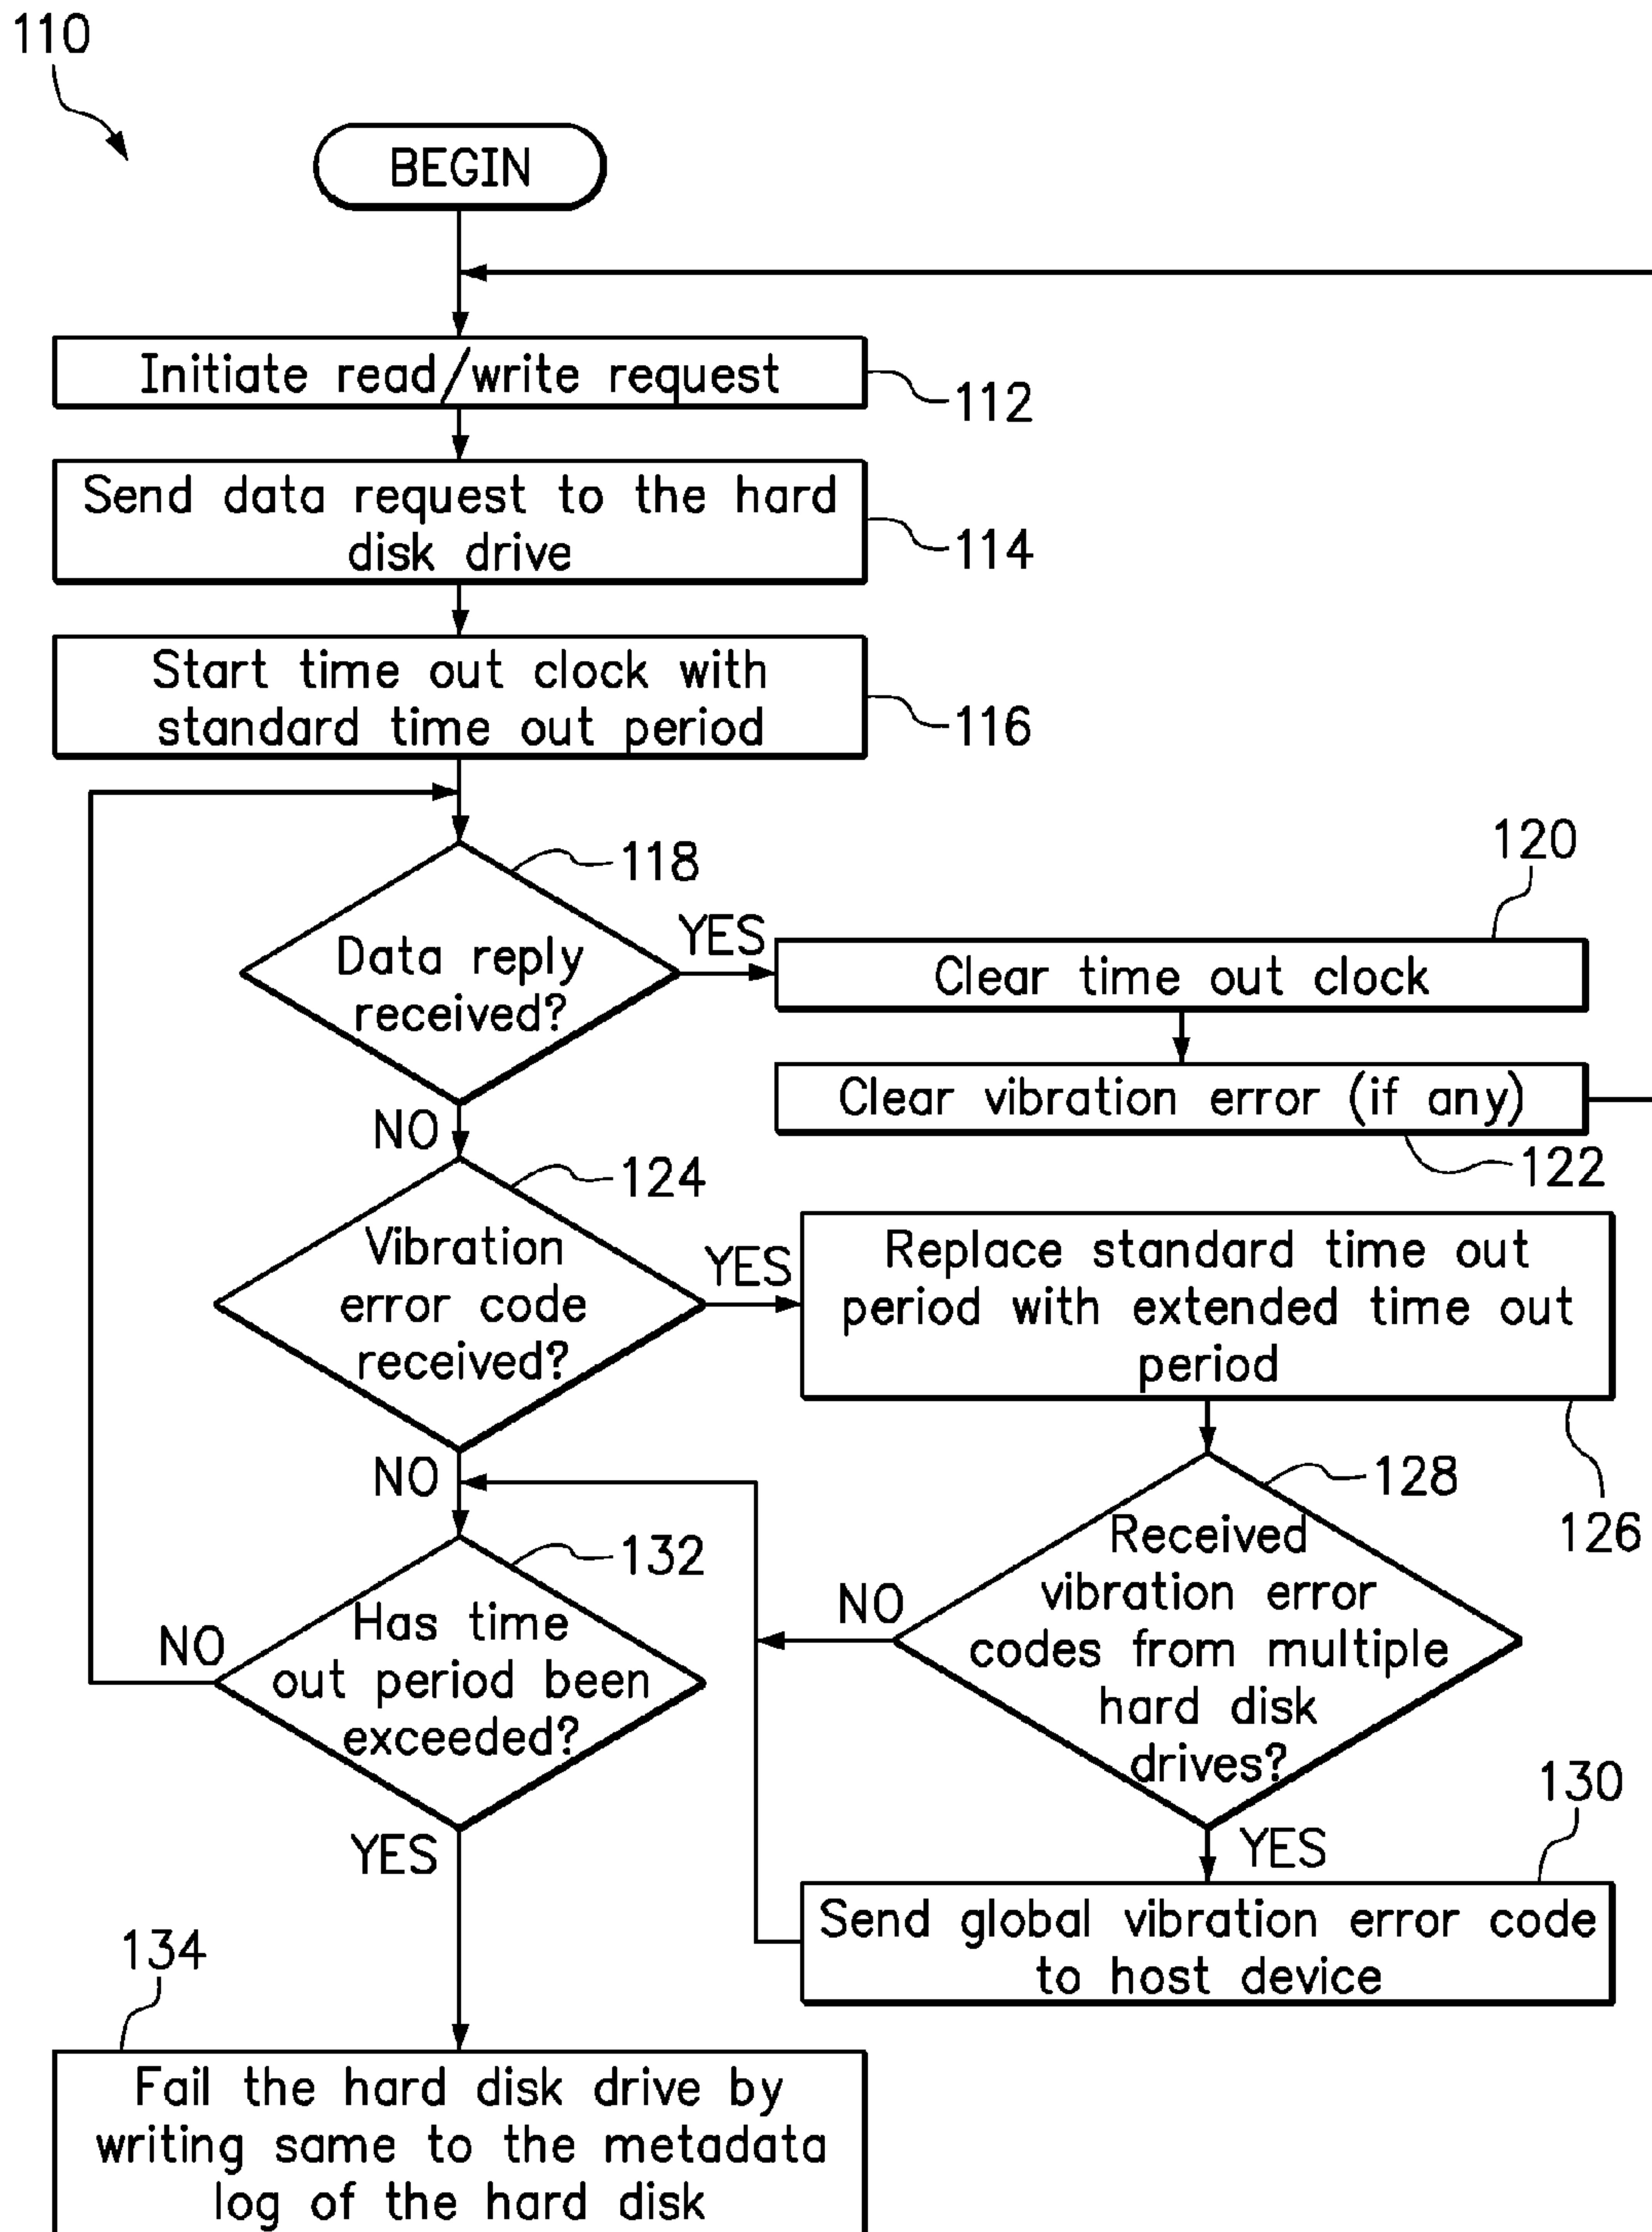 110
BEGIN
Initiate read/write request
112
Send data request to the hard
disk drive
114
Start time out clock with
standard time out period
116
118
Data reply
received?
YES
120
Clear time out clock
Clear vibration error (if any)
122
NO
124
Vibration
error code
received?
YES
Replace standard time out
period with extended time out
period
126
NO
128
Received
vibration error
codes from multiple
hard disk
drives?
NO
132
Has time
out period been
exceeded?
NO
YES
YES
130
Send global vibration error code
to host device
134
Fail the hard disk drive by
writing same to the metadata
log of the hard disk